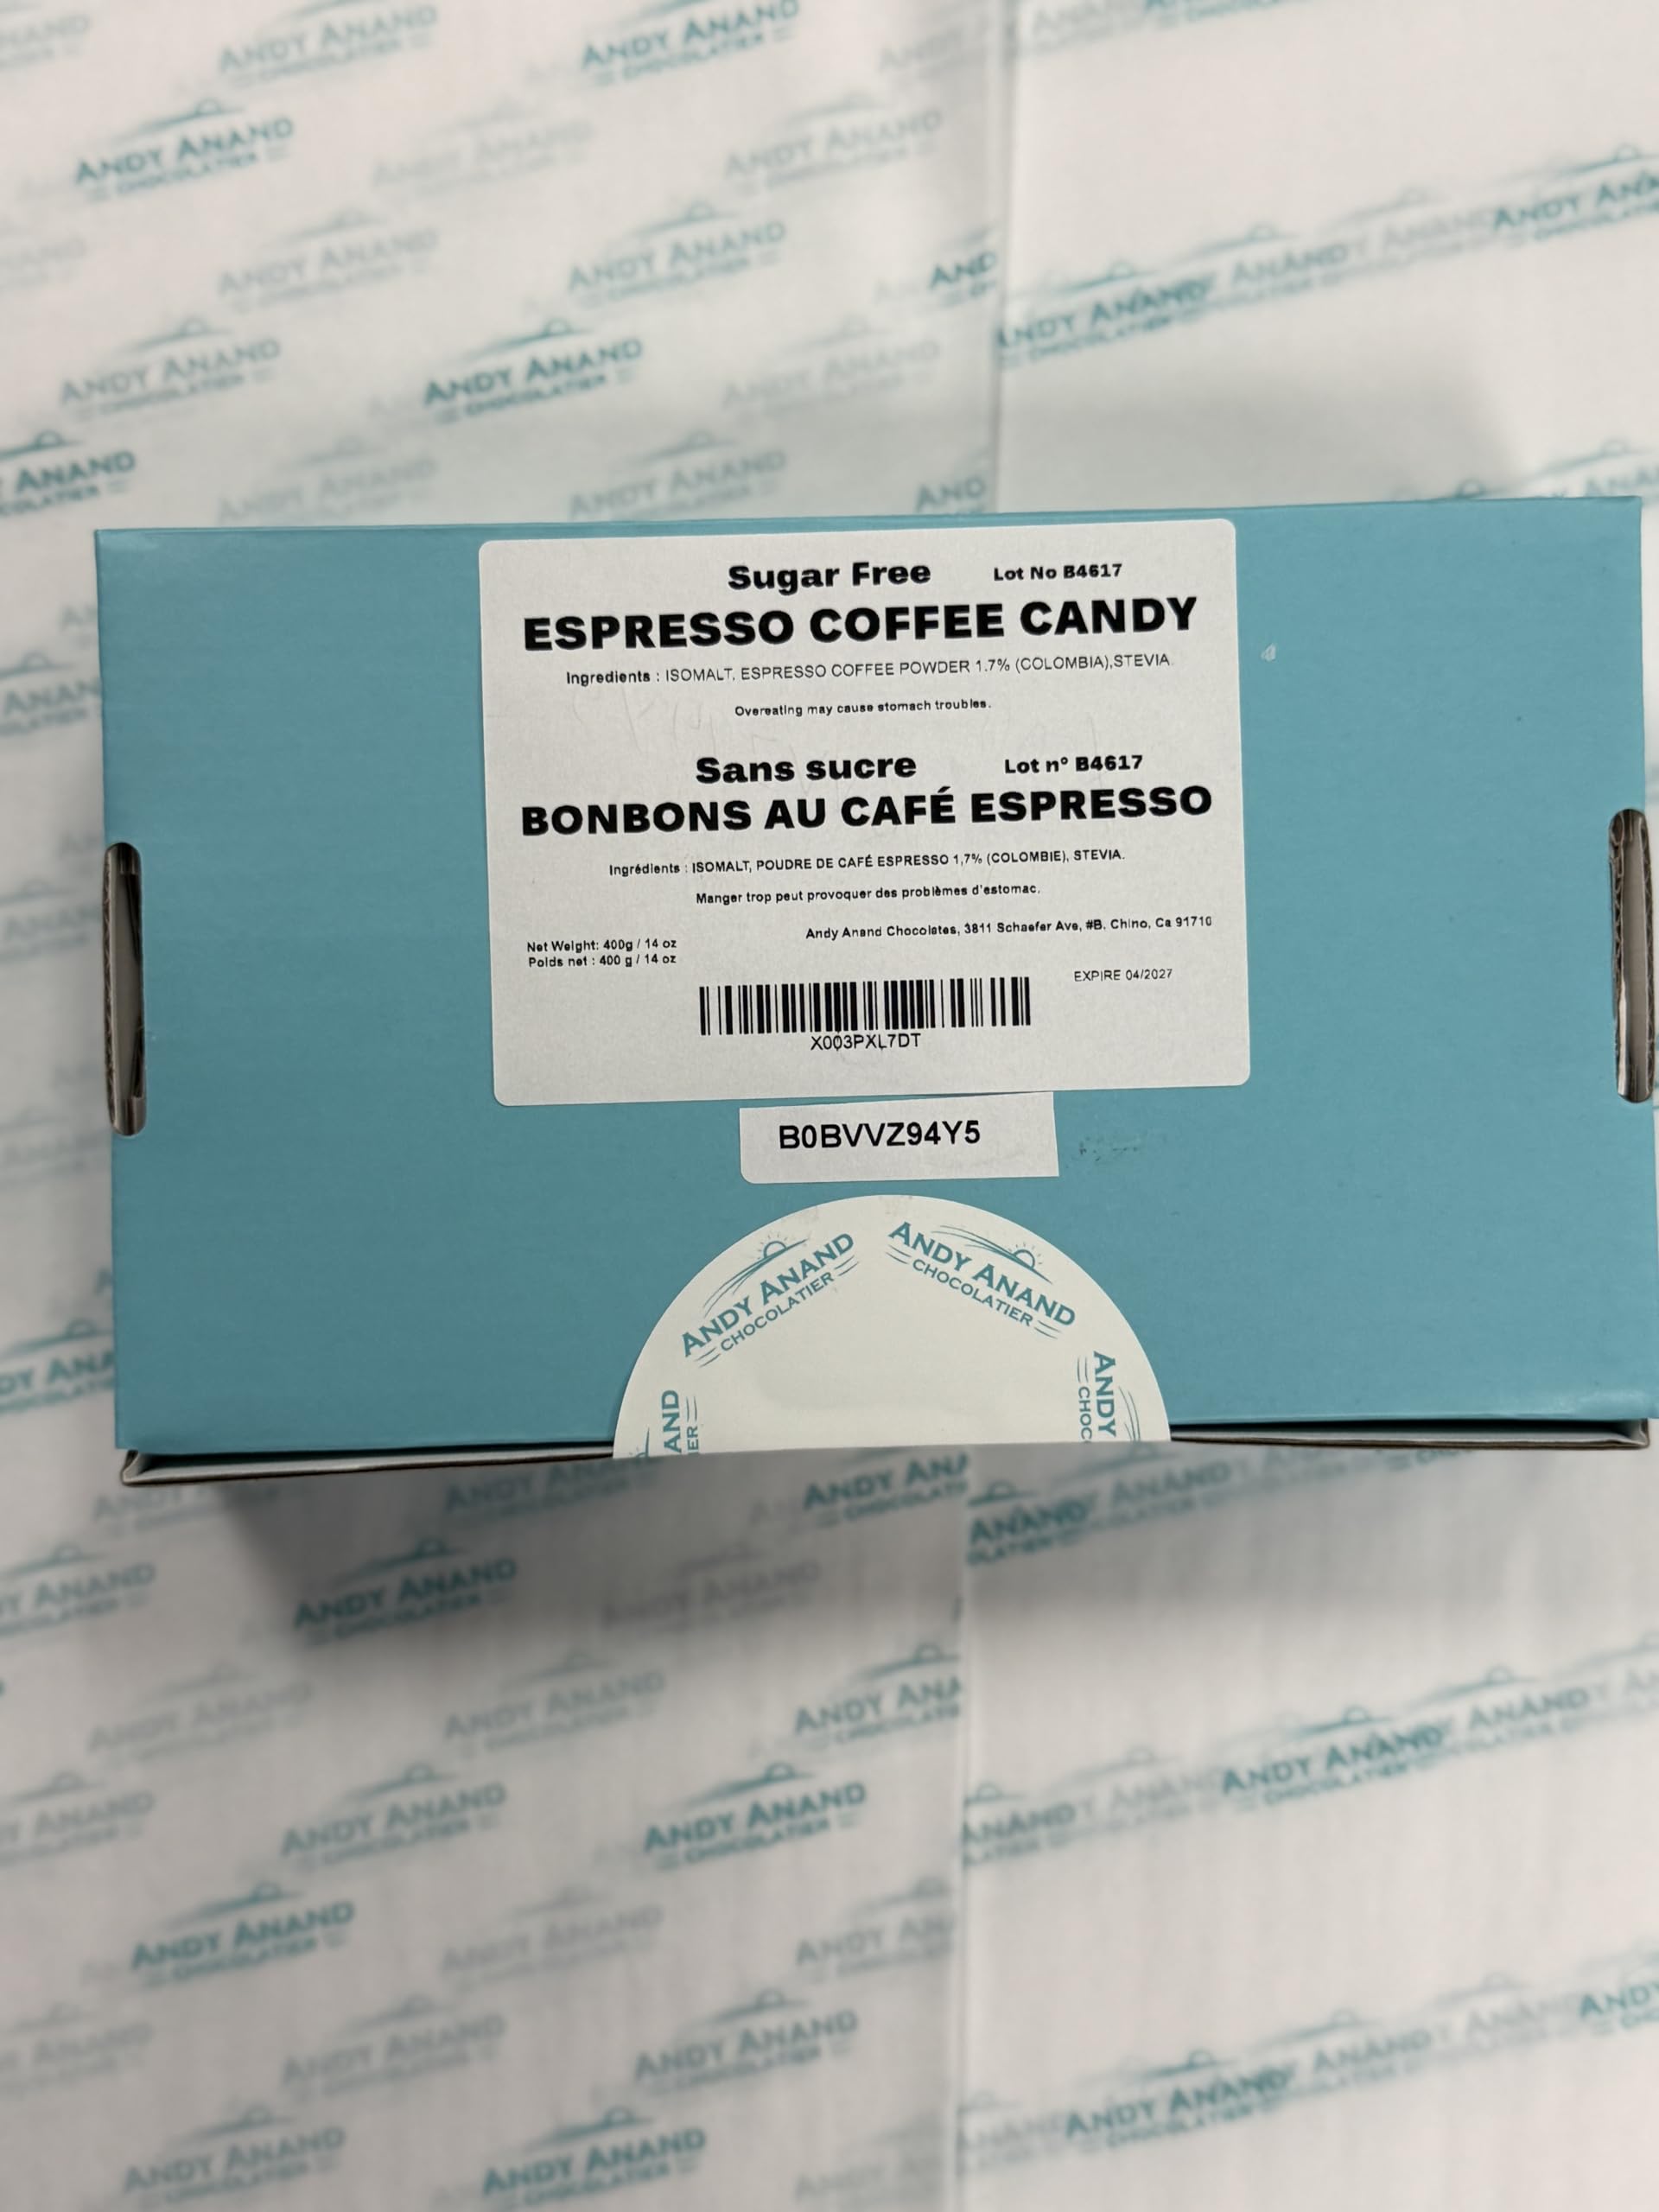 Sugar Free Lot No B4617
ESPRESSO COFFEE CANDY
Ingredients : ISOMALT, ESPRESSO COFFEE POWDER 1.7% (COLOMBIA),STEVIA.
Overeating may cause stomach troubles.
Sans sucre Lot n° B4617
BONBONS AU CAFÉ ESPRESSO
Ingrédients : ISOMALT, POUDRE DE CAFÉ ESPRESSO 1,7% (COLOMBIE), STEVIA.
Manger trop peut provoquer des problèmes d'estomac.
Andy Anand Chocolates, 3811 Schaefer Ave, #B, Chino, Ca 91710
Net Weight: 400g / 14 oz
Poids net : 400 g / 14 oz
EXPIRE 04/2027
X003PXL7DT
B0BVVZ94Y5
ANDY ANAND
CHOCOLATIER
ANDY ANAND
CHOCOLATIER
AND
ER
ANDY
CHOC